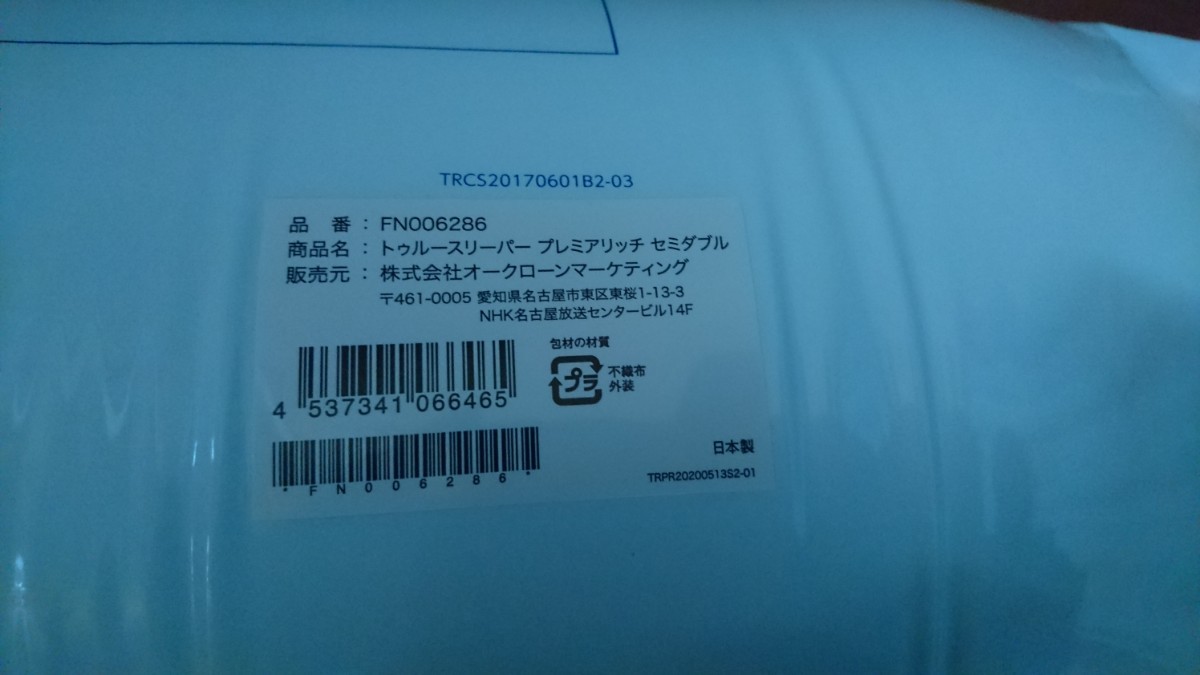 TRCS20170601B2-03
品 番 : FN006286
商品名 : トゥルースリーパー プレミアリッチ セミダブル
販売元 : 株式会社オークローンマーケティング
〒461-0005 愛知県名古屋市東区東桜1-13-3
NHK名古屋放送センタービル14F
包材の材質
プラ
不織布
外装
4 537341 066465
*FN006286*
日本製
TRPR20200513S2-01